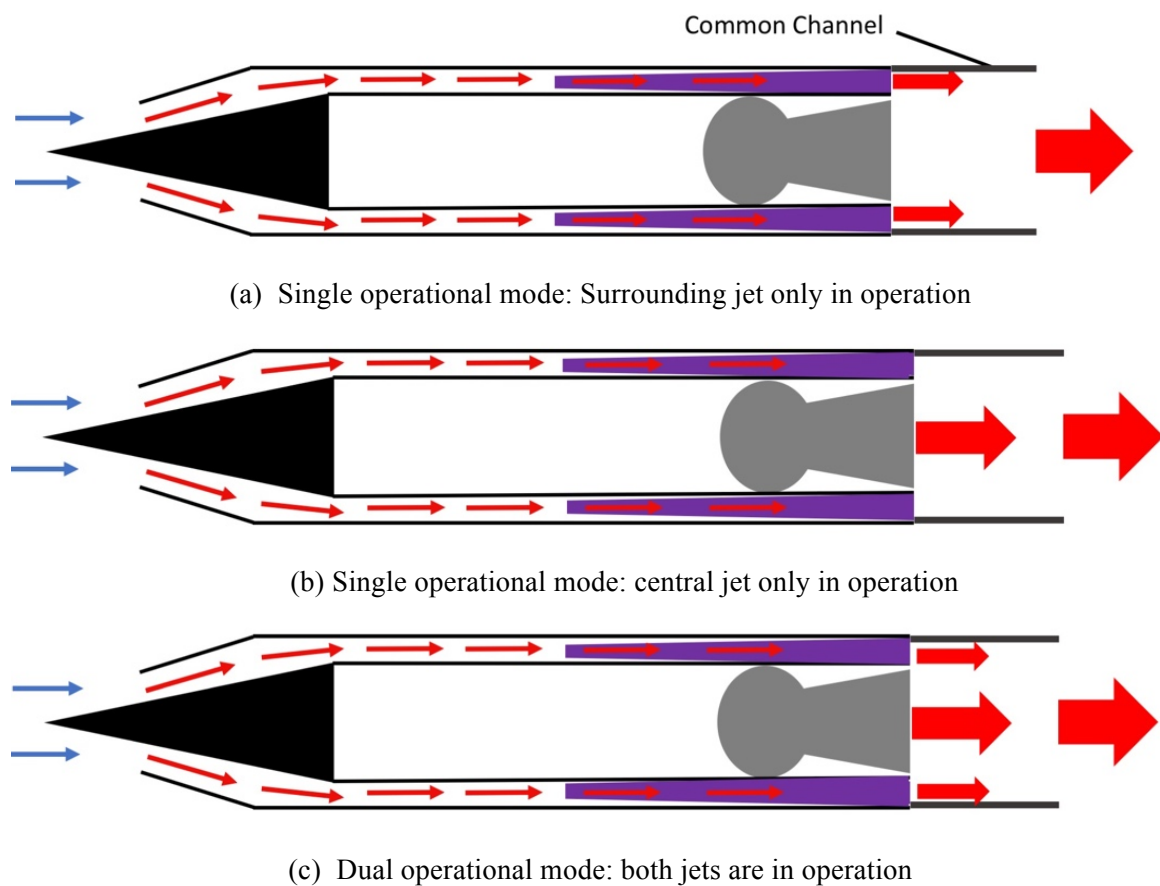 Common Channel
(a) Single operational mode: Surrounding jet only in operation
(b) Single operational mode: central jet only in operation
(c) Dual operational mode: both jets are in operation